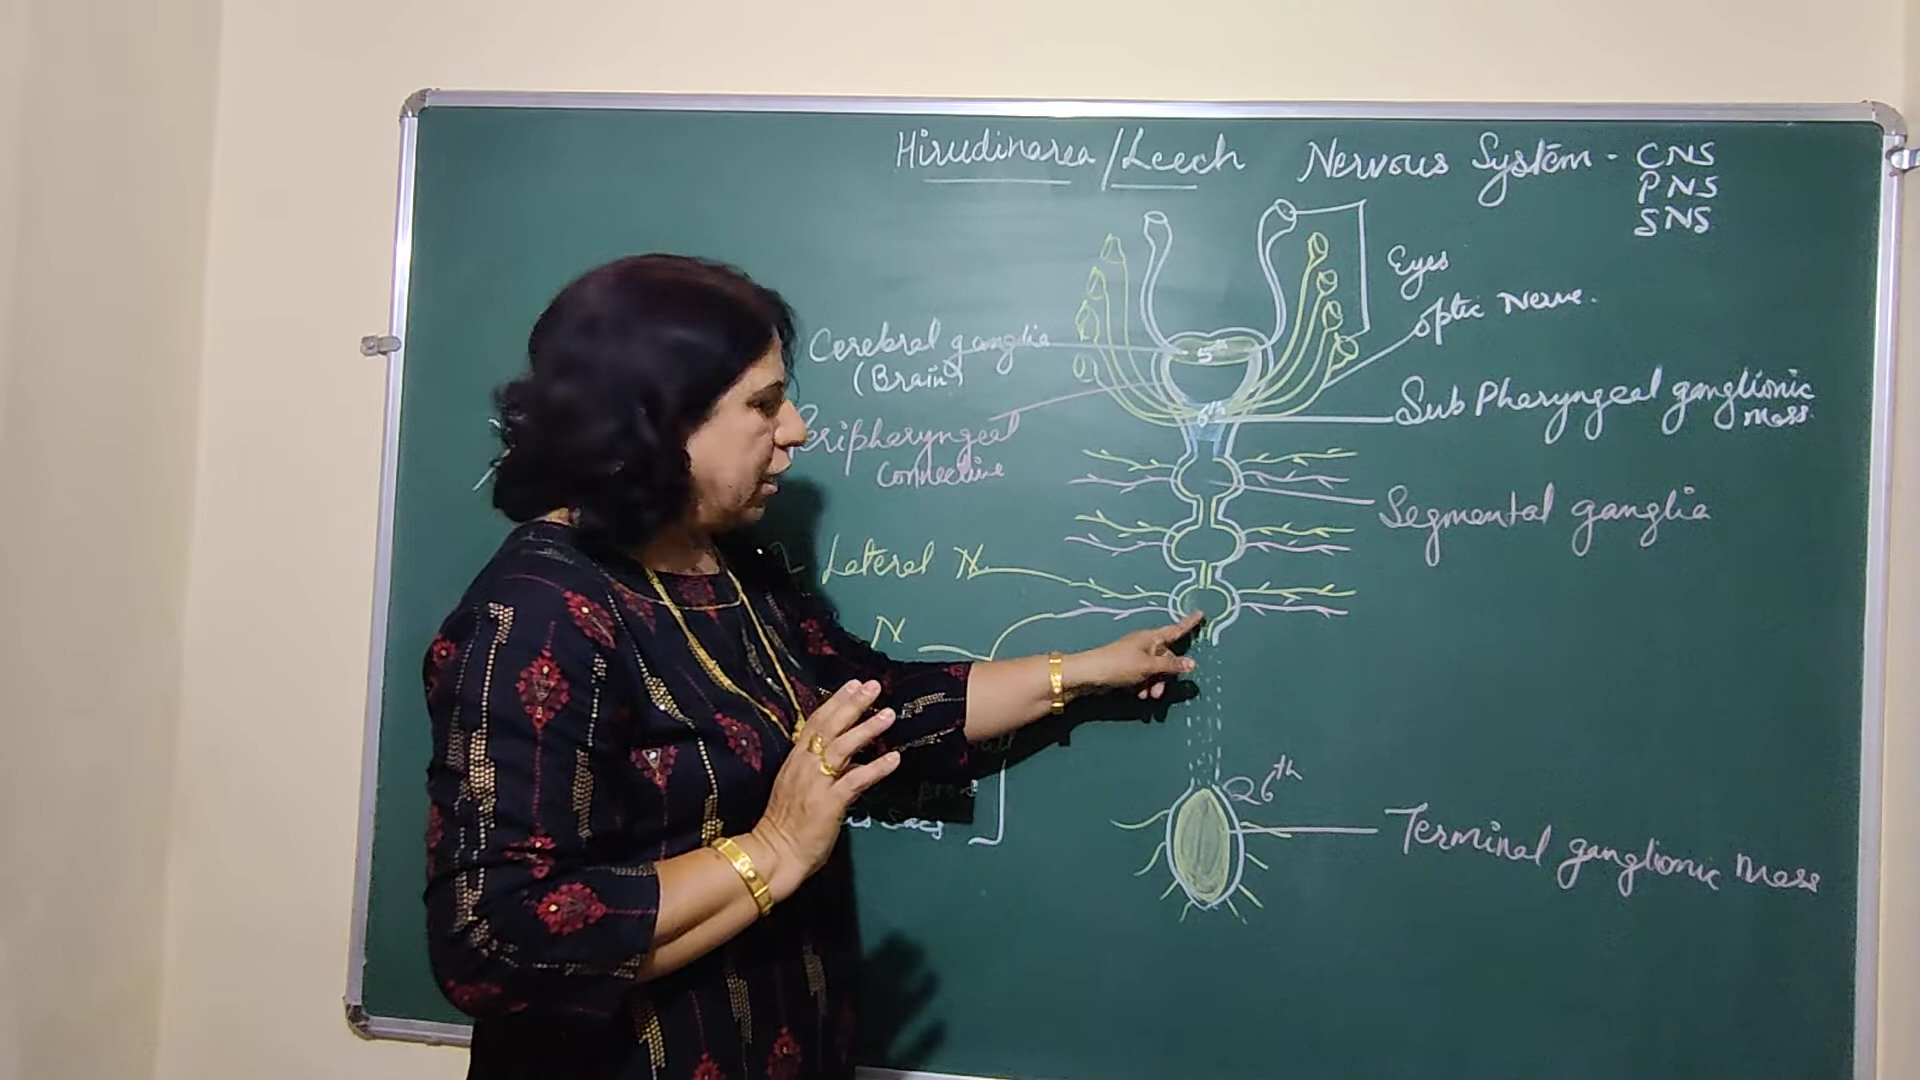 Hirudinarea / Leech Nervous System - CNS
PNS
SNS
Eyes
optic Nerve.
Cerebral ganglia
(Brain)
5th
6th
Sub Pharyngeal ganglionic
mass
Peripharyngeal
Connective
Segmental ganglia
Lateral N.
N
26th
Terminal ganglionic Mass
Sacs